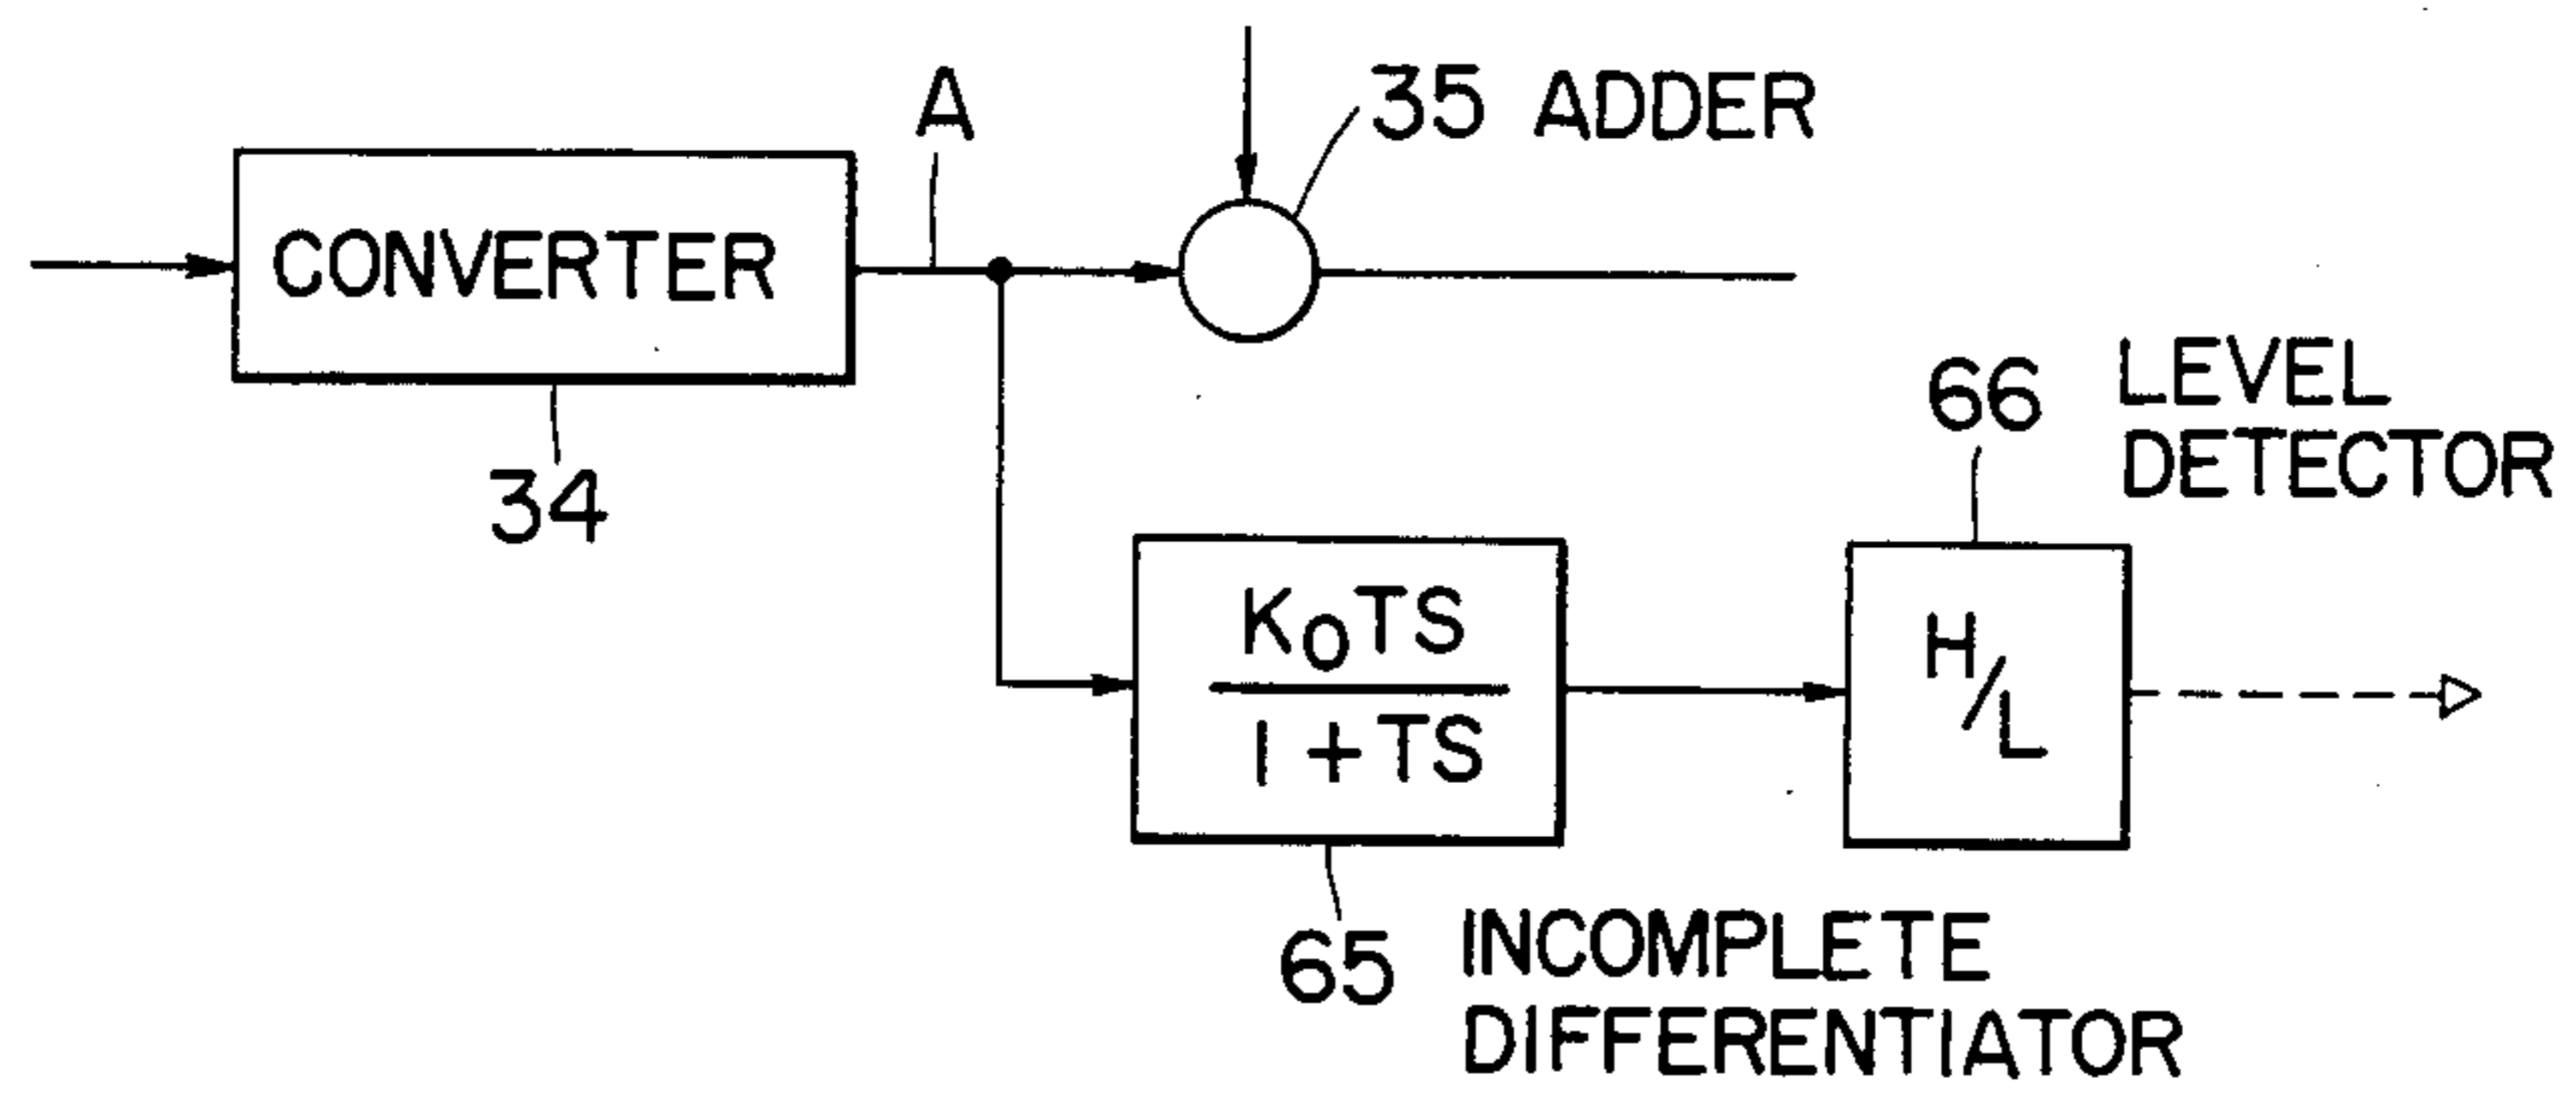 A
35 ADDER
CONVERTER
34
66 LEVEL
DETECTOR
K₀TS
1 + TS
H/L
65 INCOMPLETE
DIFFERENTIATOR